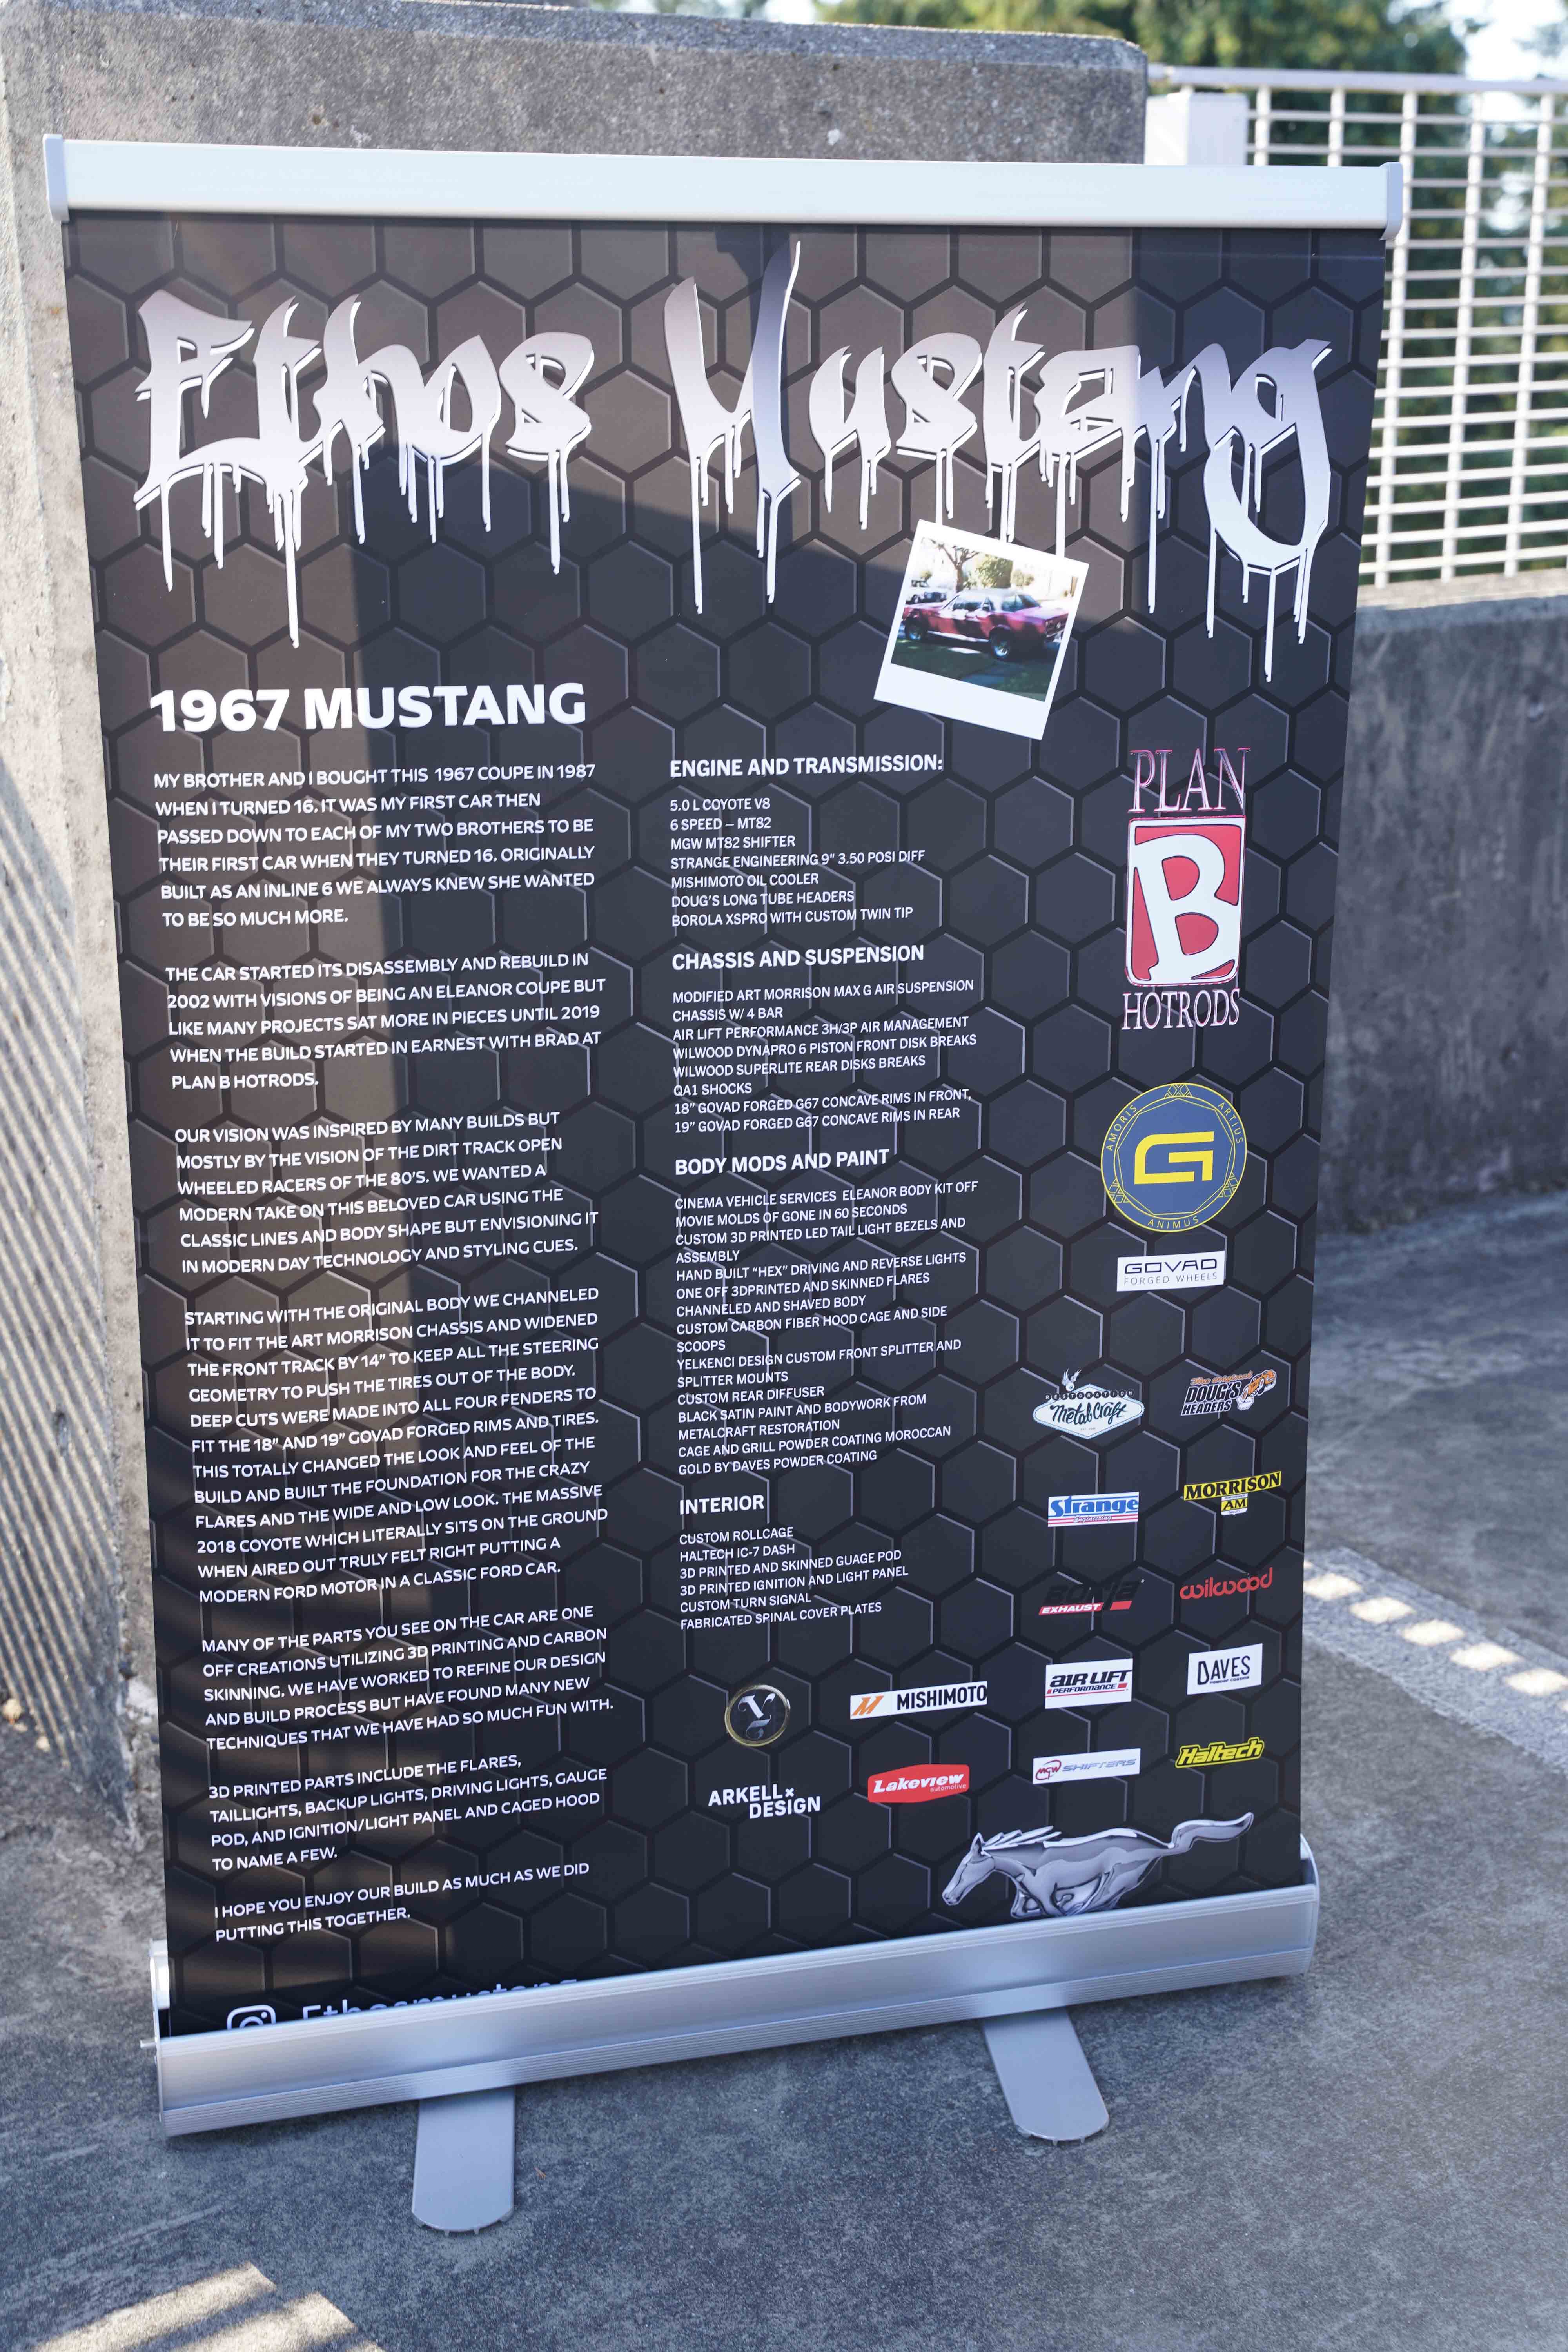 Ethos Mustang
1967 MUSTANG
MY BROTHER AND I BOUGHT THIS 1967 COUPE IN 1987
WHEN I TURNED 16. IT WAS MY FIRST CAR THEN
PASSED DOWN TO EACH OF MY TWO BROTHERS TO BE
THEIR FIRST CAR WHEN THEY TURNED 16. ORIGINALLY
BUILT AS AN INLINE 6 WE ALWAYS KNEW SHE WANTED
TO BE SO MUCH MORE.
THE CAR STARTED ITS DISASSEMBLY AND REBUILD IN
2002 WITH VISIONS OF BEING AN ELEANOR COUPE BUT
LIKE MANY PROJECTS SAT MORE IN PIECES UNTIL 2019
WHEN THE BUILD STARTED IN EARNEST WITH BRAD AT
PLAN B HOTRODS.
OUR VISION WAS INSPIRED BY MANY BUILDS BUT
MOSTLY BY THE VISION OF THE DIRT TRACK OPEN
WHEELED RACERS OF THE 80'S. WE WANTED A
MODERN TAKE ON THIS BELOVED CAR USING THE
CLASSIC LINES AND BODY SHAPE BUT ENVISIONING IT
IN MODERN DAY TECHNOLOGY AND STYLING CUES.
STARTING WITH THE ORIGINAL BODY WE CHANNELED
IT TO FIT THE ART MORRISON CHASSIS AND WIDENED
THE FRONT TRACK BY 14" TO KEEP ALL THE STEERING
GEOMETRY TO PUSH THE TIRES OUT OF THE BODY.
DEEP CUTS WERE MADE INTO ALL FOUR FENDERS TO
FIT THE 18" AND 19" GOVAD FORGED RIMS AND TIRES.
THIS TOTALLY CHANGED THE LOOK AND FEEL OF THE
BUILD AND BUILT THE FOUNDATION FOR THE CRAZY
FLARES AND THE WIDE AND LOW LOOK. THE MASSIVE
2018 COYOTE WHICH LITERALLY SITS ON THE GROUND
WHEN AIRED OUT TRULY FELT RIGHT PUTTING A
MODERN FORD MOTOR IN A CLASSIC FORD CAR.
MANY OF THE PARTS YOU SEE ON THE CAR ARE ONE
OFF CREATIONS UTILIZING 3D PRINTING AND CARBON
SKINNING. WE HAVE WORKED TO REFINE OUR DESIGN
AND BUILD PROCESS BUT HAVE FOUND MANY NEW
TECHNIQUES THAT WE HAVE HAD SO MUCH FUN WITH.
3D PRINTED PARTS INCLUDE THE FLARES,
TAILLIGHTS, BACKUP LIGHTS, DRIVING LIGHTS, GAUGE
POD, AND IGNITION/LIGHT PANEL AND CAGED HOOD
TO NAME A FEW.
I HOPE YOU ENJOY OUR BUILD AS MUCH AS WE DID
PUTTING THIS TOGETHER.
Ethosmustang
ENGINE AND TRANSMISSION:
5.0 L COYOTE V8
6 SPEED – MT82
MGW MT82 SHIFTER
STRANGE ENGINEERING 9" 3.50 POSI DIFF
MISHIMOTO OIL COOLER
DOUG'S LONG TUBE HEADERS
BOROLA XSPRO WITH CUSTOM TWIN TIP
CHASSIS AND SUSPENSION
MODIFIED ART MORRISON MAX G AIR SUSPENSION
CHASSIS W/ 4 BAR
AIR LIFT PERFORMANCE 3H/3P AIR MANAGEMENT
WILWOOD DYNAPRO 6 PISTON FRONT DISK BREAKS
WILWOOD SUPERLITE REAR DISKS BREAKS
QA1 SHOCKS
18" GOVAD FORGED G67 CONCAVE RIMS IN FRONT,
19" GOVAD FORGED G67 CONCAVE RIMS IN REAR
BODY MODS AND PAINT
CINEMA VEHICLE SERVICES ELEANOR BODY KIT OFF
MOVIE MOLDS OF GONE IN 60 SECONDS
CUSTOM 3D PRINTED LED TAIL LIGHT BEZELS AND
ASSEMBLY
HAND BUILT "HEX" DRIVING AND REVERSE LIGHTS
ONE OFF 3DPRINTED AND SKINNED FLARES
CHANNELED AND SHAVED BODY
CUSTOM CARBON FIBER HOOD CAGE AND SIDE
SCOOPS
YELKENCI DESIGN CUSTOM FRONT SPLITTER AND
SPLITTER MOUNTS
CUSTOM REAR DIFFUSER
BLACK SATIN PAINT AND BODYWORK FROM
METALCRAFT RESTORATION
CAGE AND GRILL POWDER COATING MOROCCAN
GOLD BY DAVES POWDER COATING
INTERIOR
CUSTOM ROLLCAGE
HALTECH IC-7 DASH
3D PRINTED AND SKINNED GUAGE POD
3D PRINTED IGNITION AND LIGHT PANEL
CUSTOM TURN SIGNAL
FABRICATED SPINAL COVER PLATES
PLAN
B
HOTRODS
AMORIS ARTIUS
G
ANIMUS
GOVAD
FORGED WHEELS
RESTORATION
MetalCraft
The original
DOUG'S
HEADERS
Strange
MORRISON
AM
BORLA
EXHAUST
wilwood
Y
MISHIMOTO
AIR LIFT
PERFORMANCE
DAVES
ARKELL x
DESIGN
Lakeview
automotive
MGW SHIFTERS
Haltech